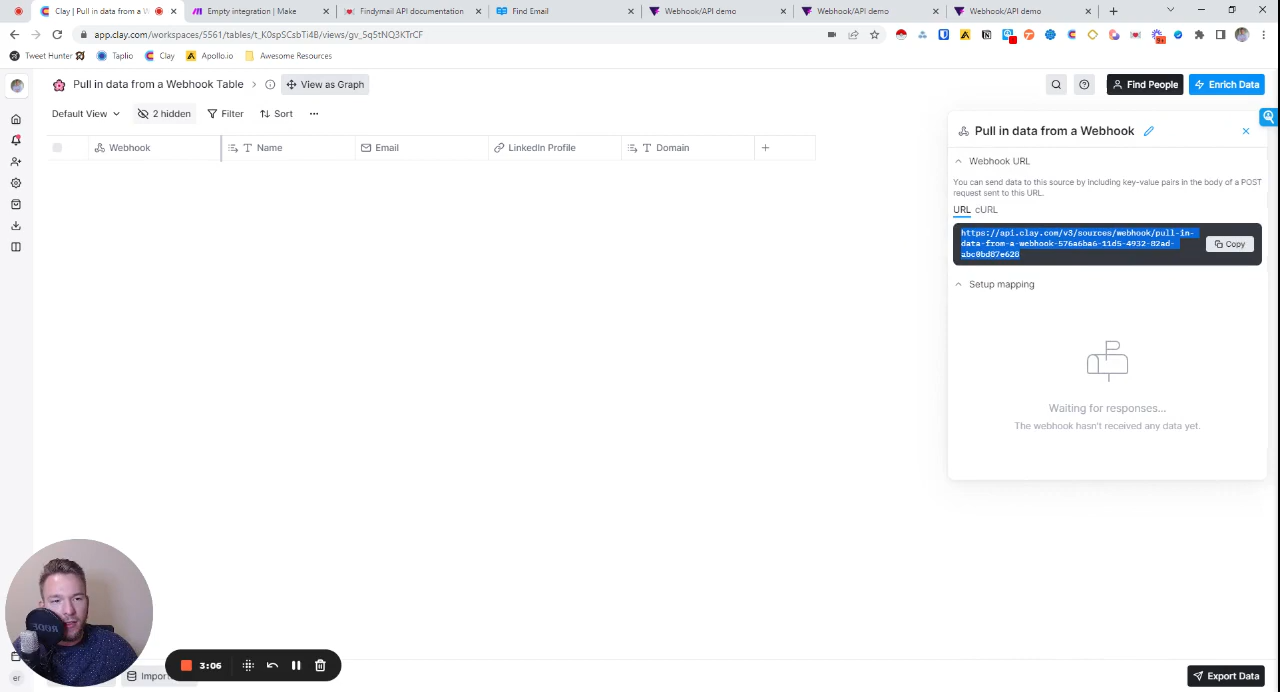 Clay | Pull in data from a W
Empty integration | Make
Findymail API documentation
Find Email
Webhook/API demo
Webhook/API demo
Webhook/API demo
app.clay.com/workspaces/5561/tables/t_K0spSCsbTi4B/views/gv_5q5tNQ3KTrCF
Tweet Hunter
Taplio
Clay
Apollo.io
Awesome Resources
Pull in data from a Webhook Table
View as Graph
Find People
Enrich Data
Default View
2 hidden
Filter
Sort
Webhook
Name
Email
LinkedIn Profile
Domain
Pull in data from a Webhook
Webhook URL
You can send data to this source by including key-value pairs in the body of a POST
request sent to this URL.
URL cURL
https://api.clay.com/v3/sources/webhook/pull-in-
data-from-a-webhook-576a6ba6-11d5-4932-82ad-
abc0bd87e628
Copy
Setup mapping
Waiting for responses...
The webhook hasn't received any data yet.
RODE
3:06
er
Import
Export Data